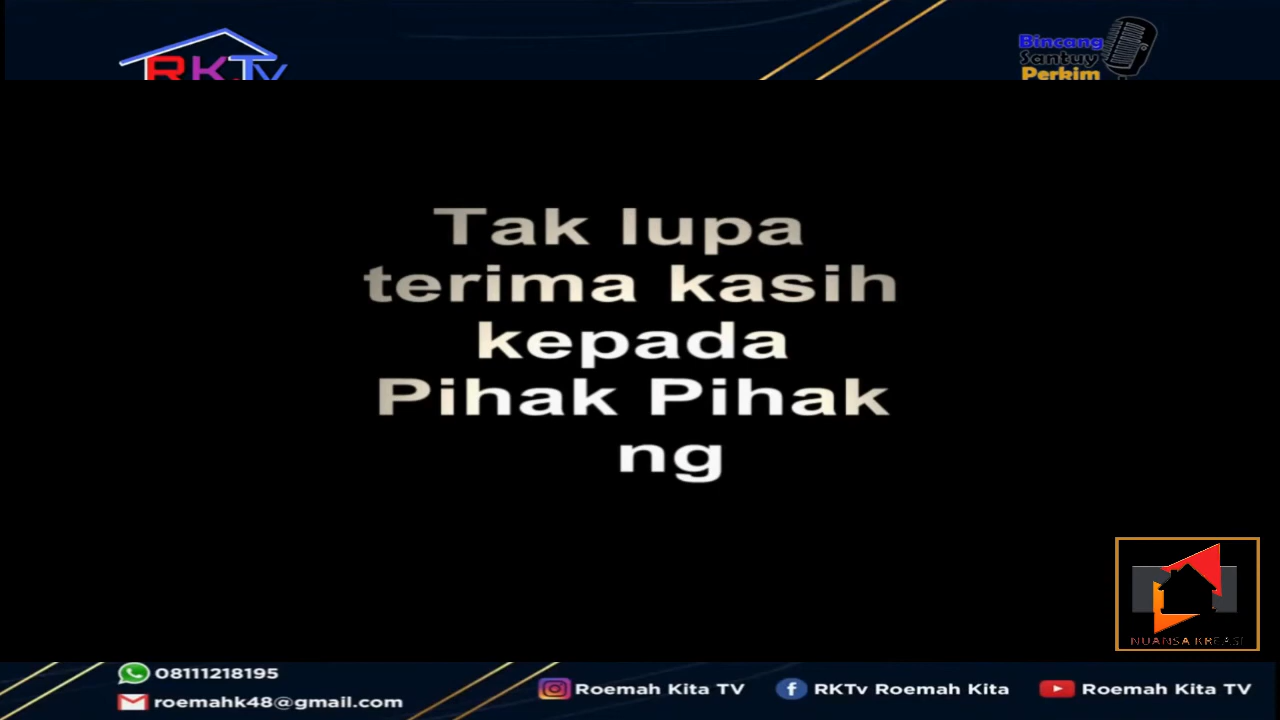 RKTv
Bincang
Santuy
Perkim
Tak lupa
terima kasih
kepada
Pihak Pihak
ng
NUANSA KREASI
08111218195
roemahk48@gmail.com
Roemah Kita TV
RKTv Roemah Kita
Roemah Kita TV